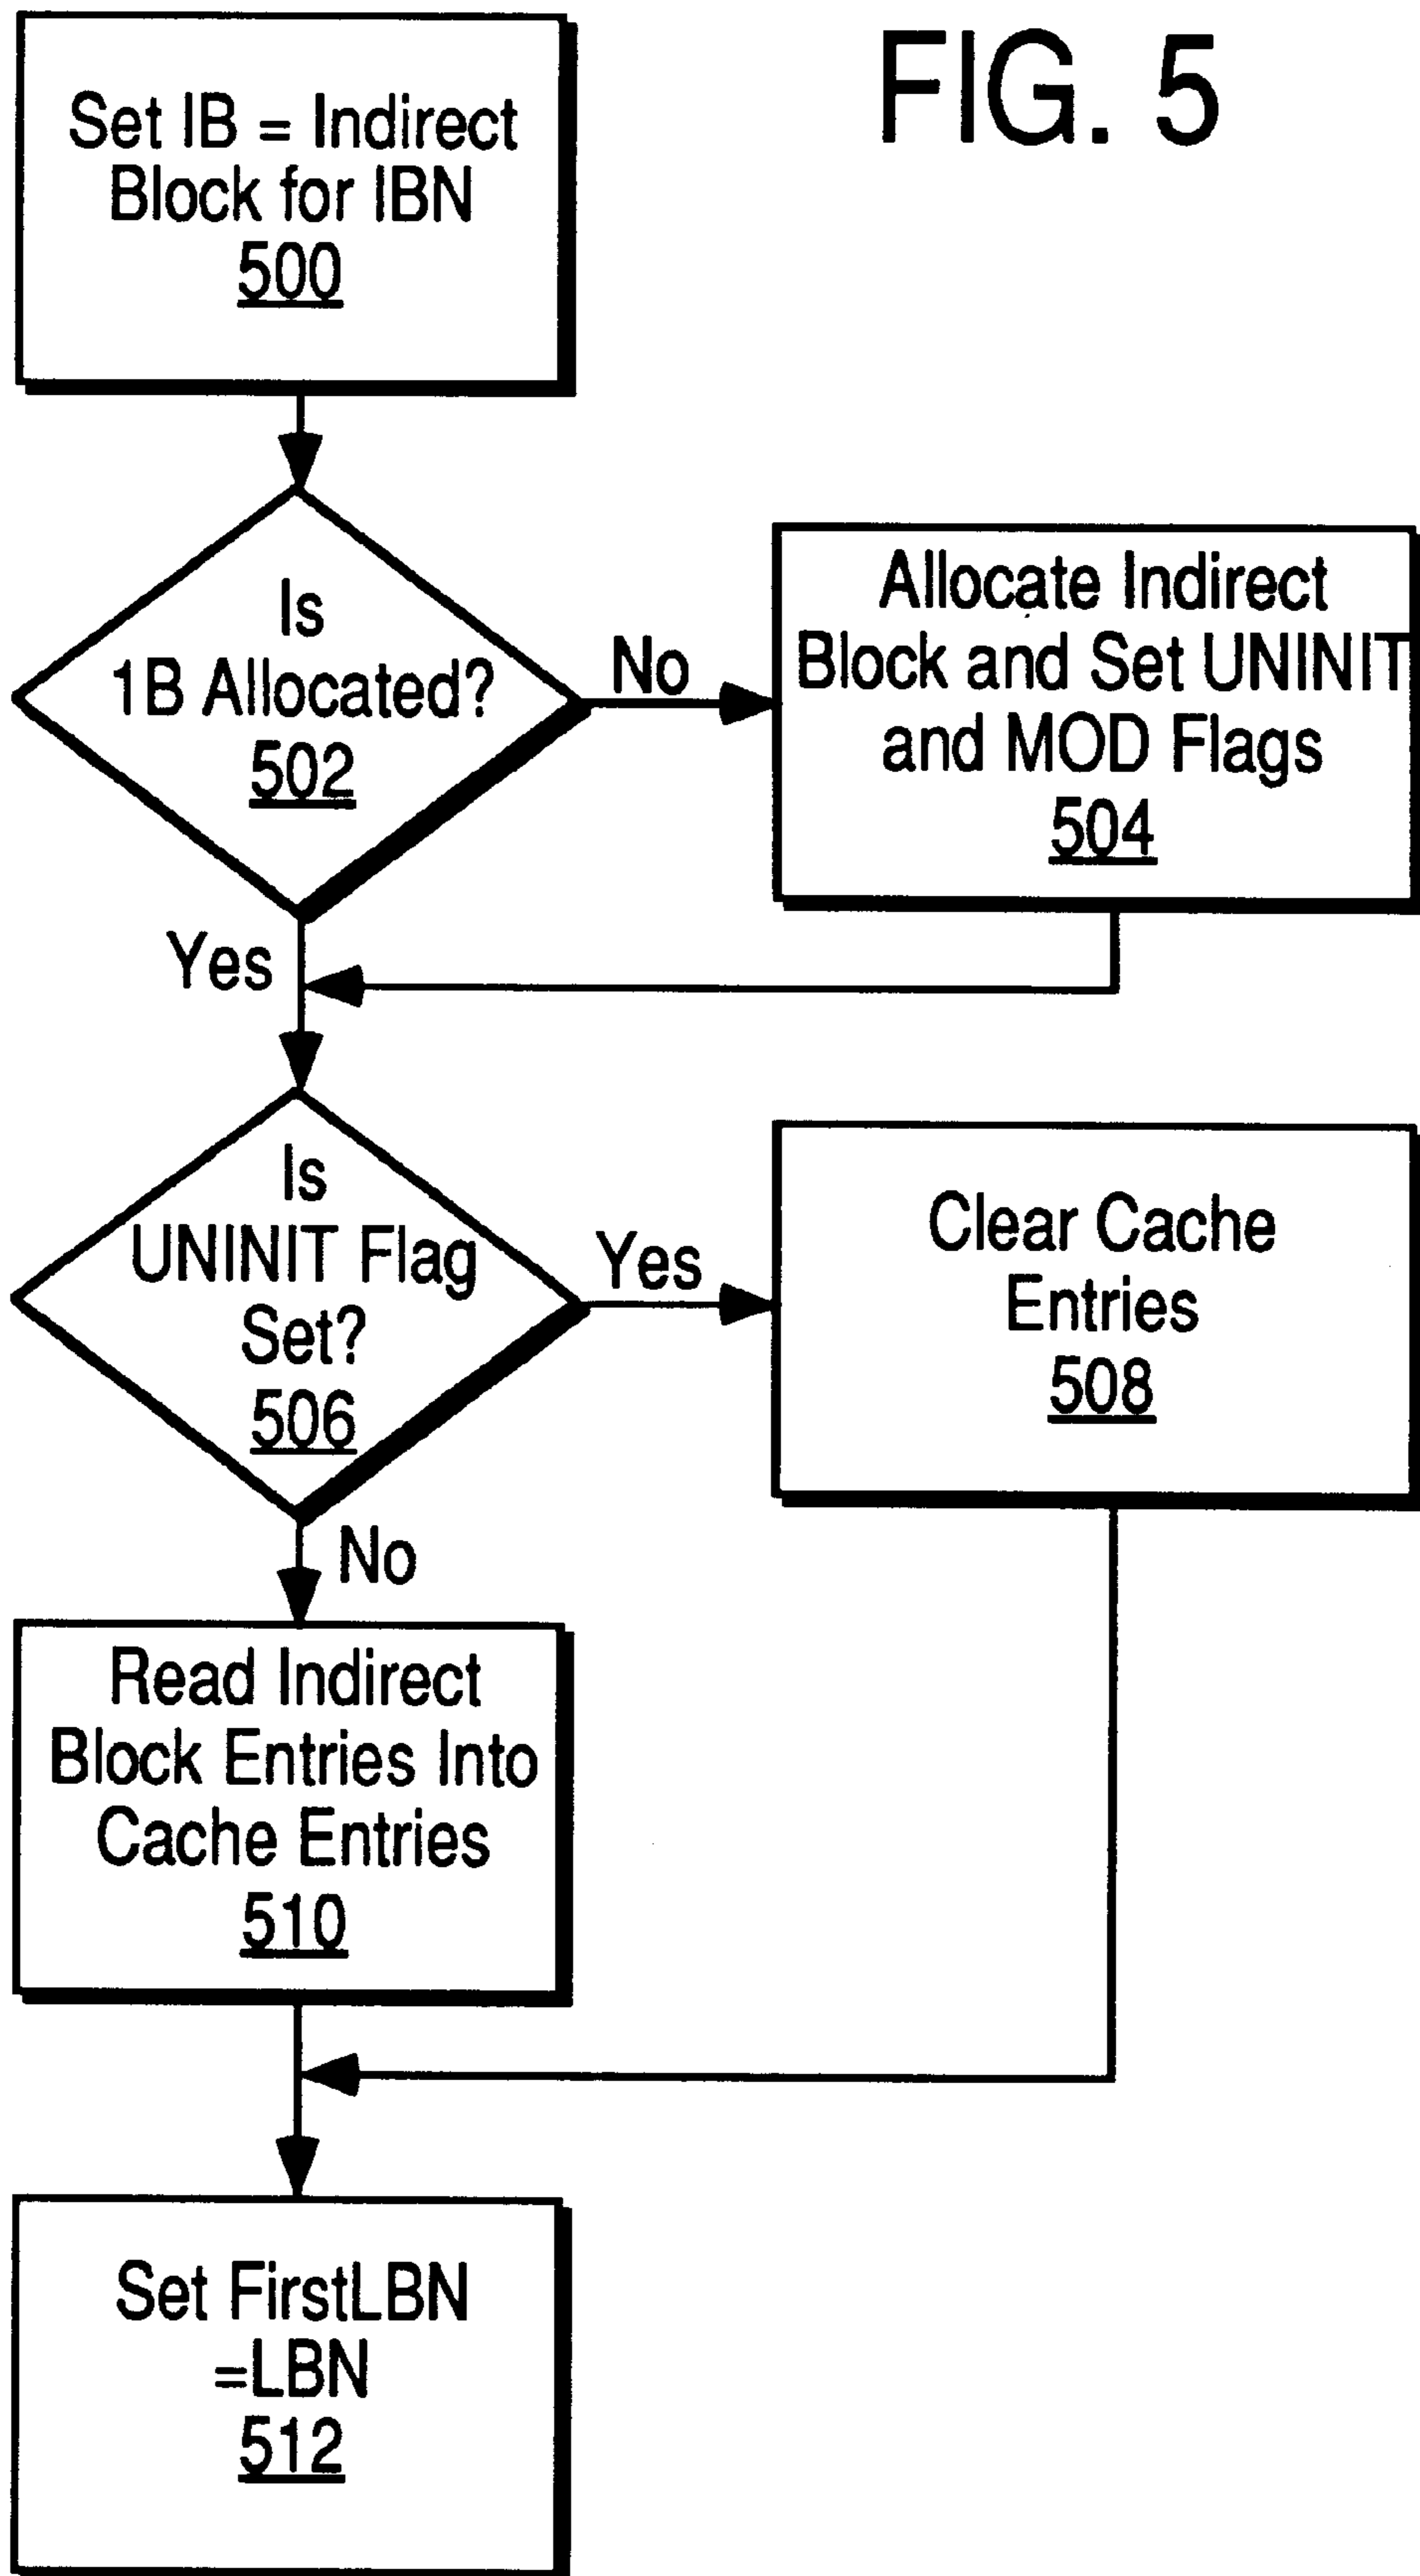 FIG. 5
Set IB = Indirect
Block for IBN
500
Is
1B Allocated?
502
No
Allocate Indirect
Block and Set UNINIT
and MOD Flags
504
Yes
Is
UNINIT Flag
Set?
506
Yes
Clear Cache
Entries
508
No
Read Indirect
Block Entries Into
Cache Entries
510
Set FirstLBN
=LBN
512